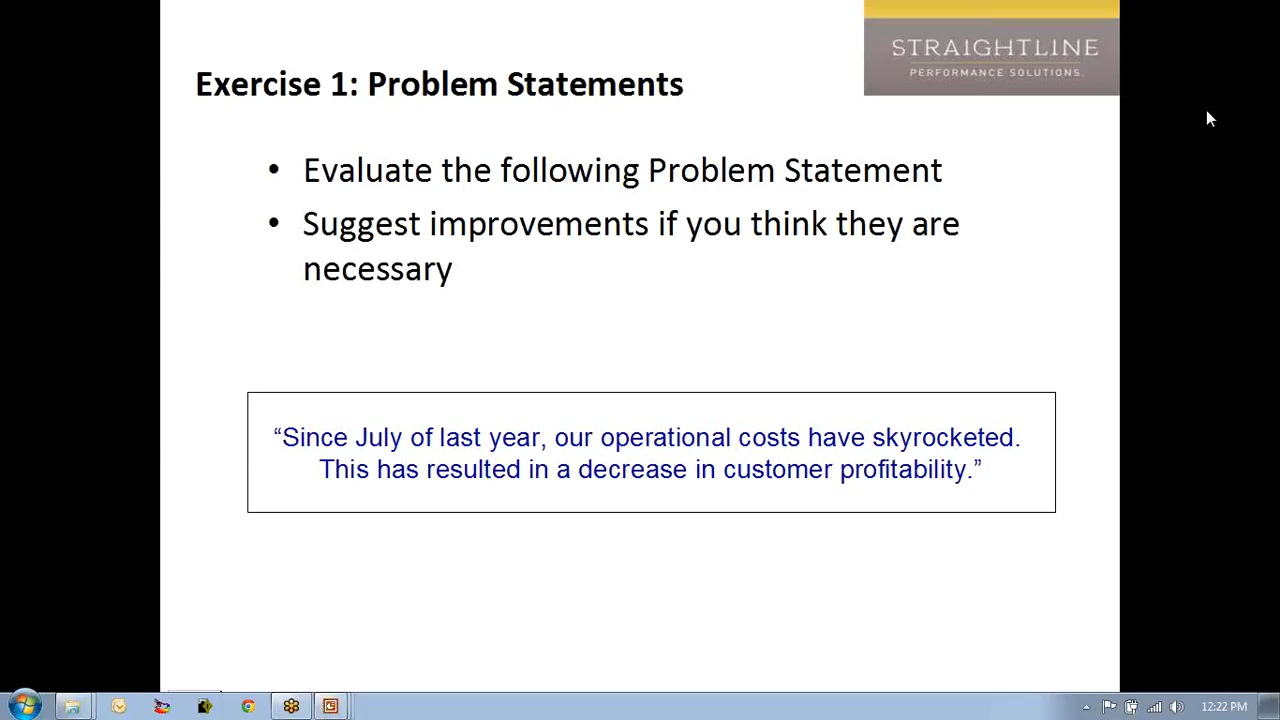 STRAIGHTLINE
PERFORMANCE SOLUTIONS.
Exercise 1: Problem Statements
• Evaluate the following Problem Statement
• Suggest improvements if you think they are
necessary
“Since July of last year, our operational costs have skyrocketed.
This has resulted in a decrease in customer profitability.”
12:22 PM